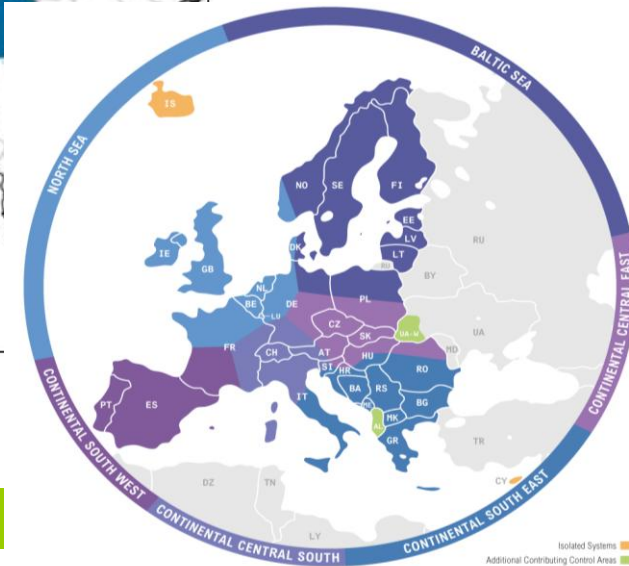 BALTIC SEA
NORTH SEA
CONTINENTAL CENTRAL EAST
CONTINENTAL SOUTH WEST
CONTINENTAL CENTRAL SOUTH
CONTINENTAL SOUTH EAST
IS
NO
SE
FI
EE
LV
LT
RU
RU
BY
IE
GB
DK
NL
BE
DE
LU
PL
CZ
SK
UA-W
UA
MD
FR
CH
AT
HU
SI
HR
RO
IT
BA
RS
BG
ME
MK
AL
GR
PT
ES
TR
CY
DZ
TN
LY
Isolated Systems
Additional Contributing Control Areas